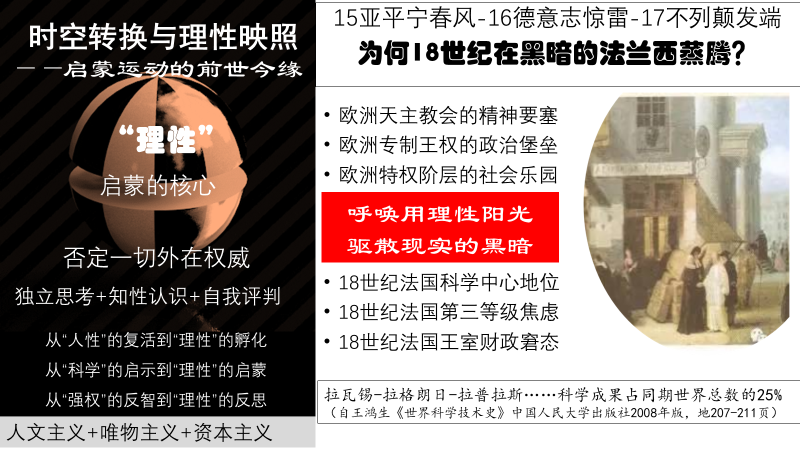 时空转换与理性映照
——启蒙运动的前世今缘
“理性”
启蒙的核心
否定一切外在权威
独立思考+知性认识+自我评判
从“人性”的复活到“理性”的孵化
从“科学”的启示到“理性”的启蒙
从“强权”的反智到“理性”的反思
人文主义+唯物主义+资本主义
15亚平宁春风-16德意志惊雷-17不列颠发端
为何18世纪在黑暗的法兰西蒸腾？
• 欧洲天主教会的精神要塞
• 欧洲专制王权的政治堡垒
• 欧洲特权阶层的社会乐园
呼唤用理性阳光
驱散现实的黑暗
• 18世纪法国科学中心地位
• 18世纪法国第三等级焦虑
• 18世纪法国王室财政窘态
拉瓦锡-拉格朗日-拉普拉斯……科学成果占同期世界总数的25%
（自王鸿生《世界科学技术史》中国人民大学出版社2008年版，地207-211页）